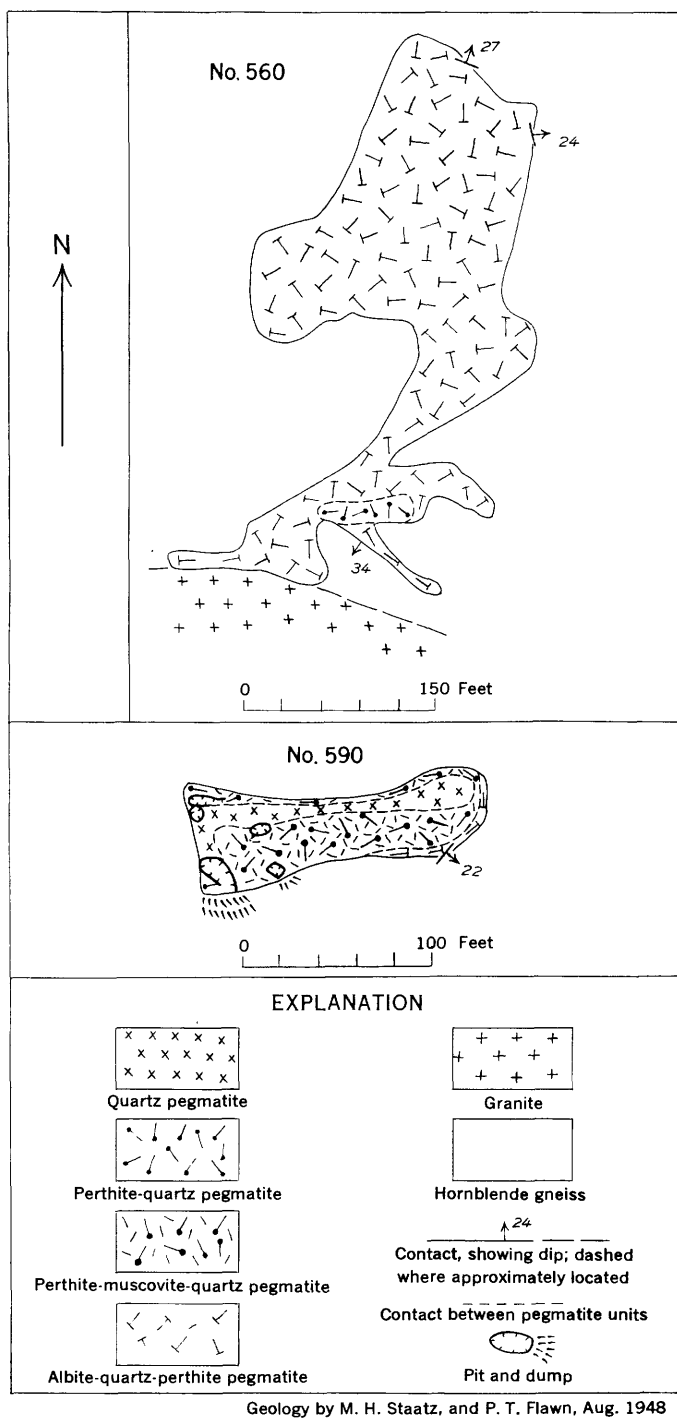 No. 560
27
24
N
34
0 150 Feet
No. 590
22
0 100 Feet
EXPLANATION
Quartz pegmatite
Granite
Perthite-quartz pegmatite
Hornblende gneiss
Perthite-muscovite-quartz pegmatite
24
Contact, showing dip; dashed
where approximately located
Albite-quartz-perthite pegmatite
Contact between pegmatite units
Pit and dump
Geology by M. H. Staatz, and P. T. Flawn, Aug. 1948